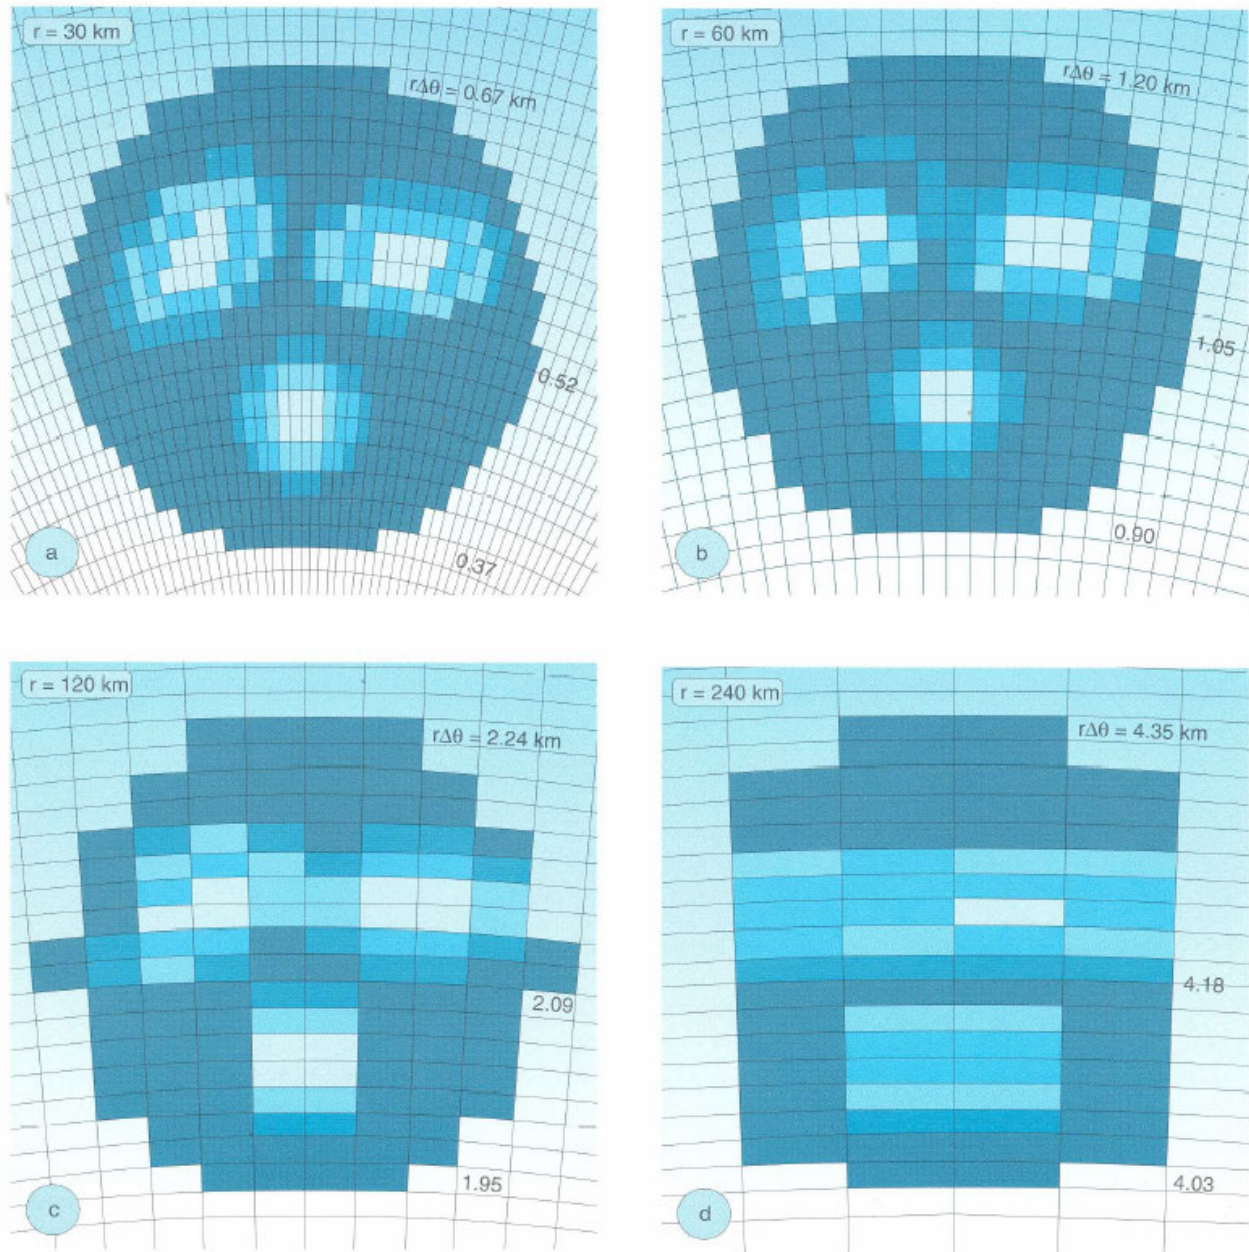 r = 30 km
rΔθ = 0.67 km
0.52
0.37
a
r = 60 km
rΔθ = 1.20 km
1.05
0.90
b
r = 120 km
rΔθ = 2.24 km
2.09
1.95
c
r = 240 km
rΔθ = 4.35 km
4.18
4.03
d